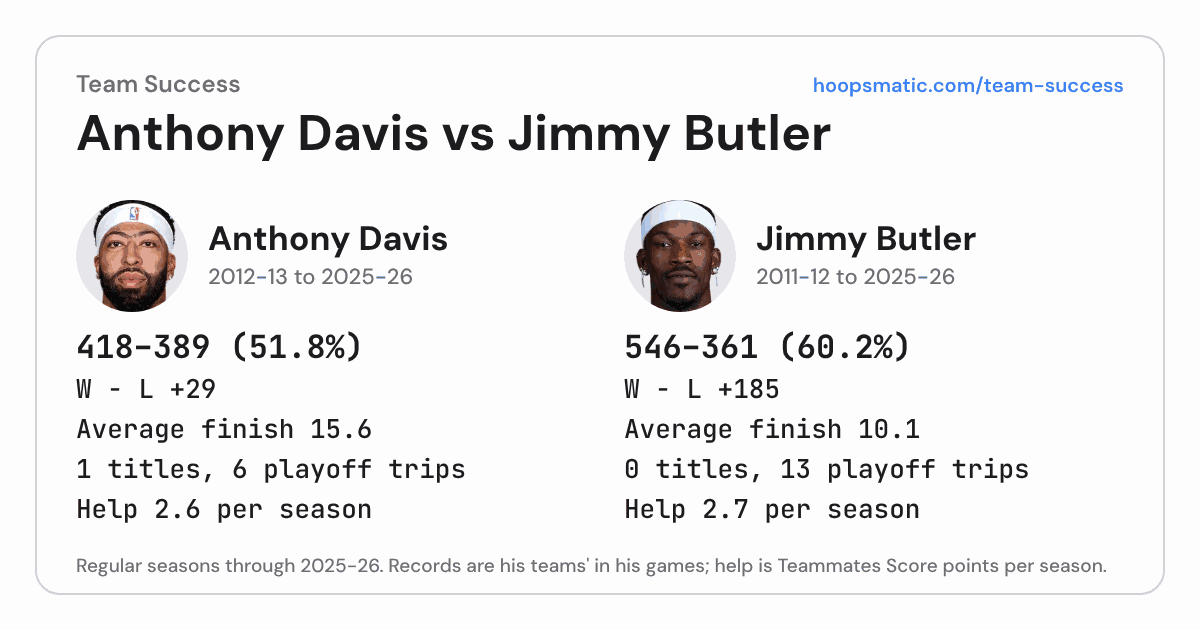 Team Success
hoopsmatic.com/team-success
Anthony Davis vs Jimmy Butler
Anthony Davis
2012-13 to 2025-26
418-389 (51.8%)
W - L +29
Average finish 15.6
1 titles, 6 playoff trips
Help 2.6 per season
Jimmy Butler
2011-12 to 2025-26
546-361 (60.2%)
W - L +185
Average finish 10.1
0 titles, 13 playoff trips
Help 2.7 per season
Regular seasons through 2025-26. Records are his teams' in his games; help is Teammates Score points per season.